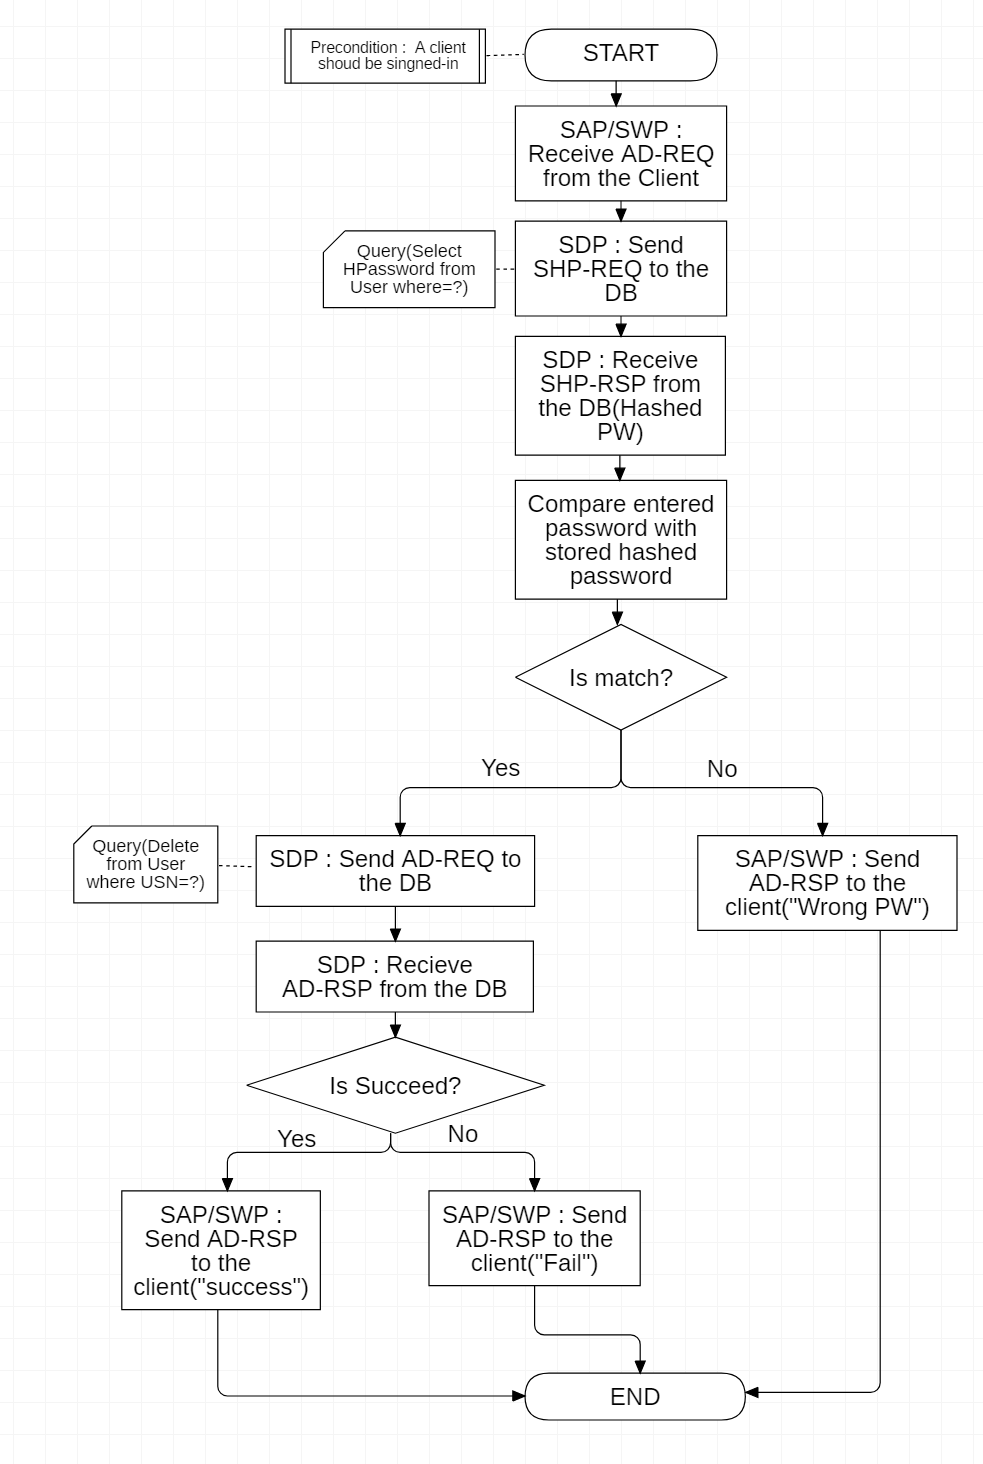 Precondition :  A client
shoud be singned-in
START
SAP/SWP :
Receive AD-REQ
from the Client
Query(Select
HPassword from
User where=?)
SDP : Send
SHP-REQ to the
DB
SDP : Receive
SHP-RSP from
the DB(Hashed
PW)
Compare entered
password with
stored hashed
password
Is match?
Yes
No
Query(Delete
from User
where USN=?)
SDP : Send AD-REQ to
the DB
SAP/SWP : Send
AD-RSP to the
client("Wrong PW")
SDP : Recieve
AD-RSP from the DB
Is Succeed?
Yes
No
SAP/SWP :
Send AD-RSP
to the
client("success")
SAP/SWP : Send
AD-RSP to the
client("Fail")
END